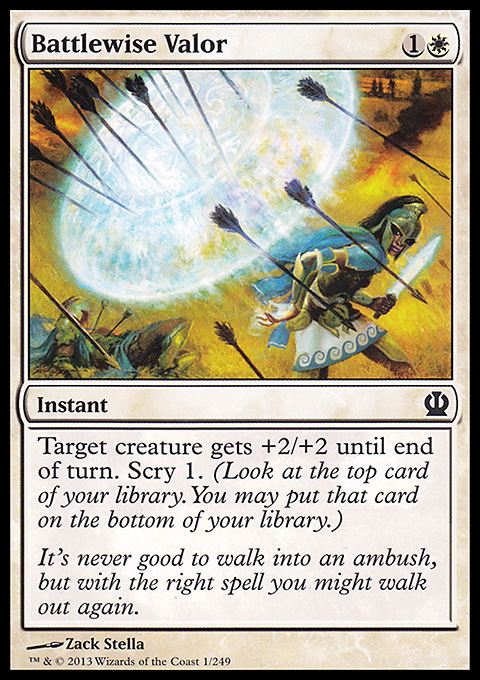 Battlewise Valor 1
Instant
Target creature gets +2/+2 until end
of turn. Scry 1. (Look at the top card
of your library. You may put that card
on the bottom of your library.)
It's never good to walk into an ambush,
but with the right spell you might walk
out again.
Zack Stella
™ & © 2013 Wizards of the Coast 1/249